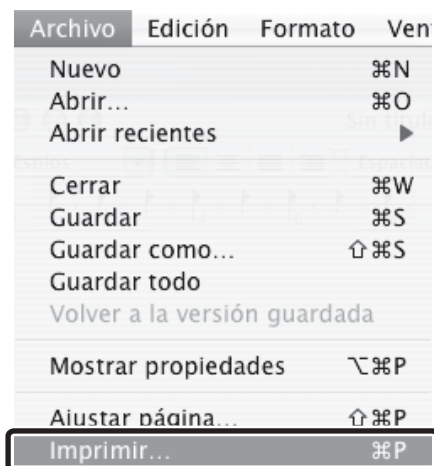 Archivo Edición Formato Ven
Nuevo ⌘N
Abrir... ⌘O
Abrir recientes ▶
Cerrar ⌘W
Guardar ⌘S
Guardar como... ⇧⌘S
Guardar todo
Volver a la versión guardada
Mostrar propiedades ⌥⌘P
Ajustar página... ⇧⌘P
Imprimir... ⌘P